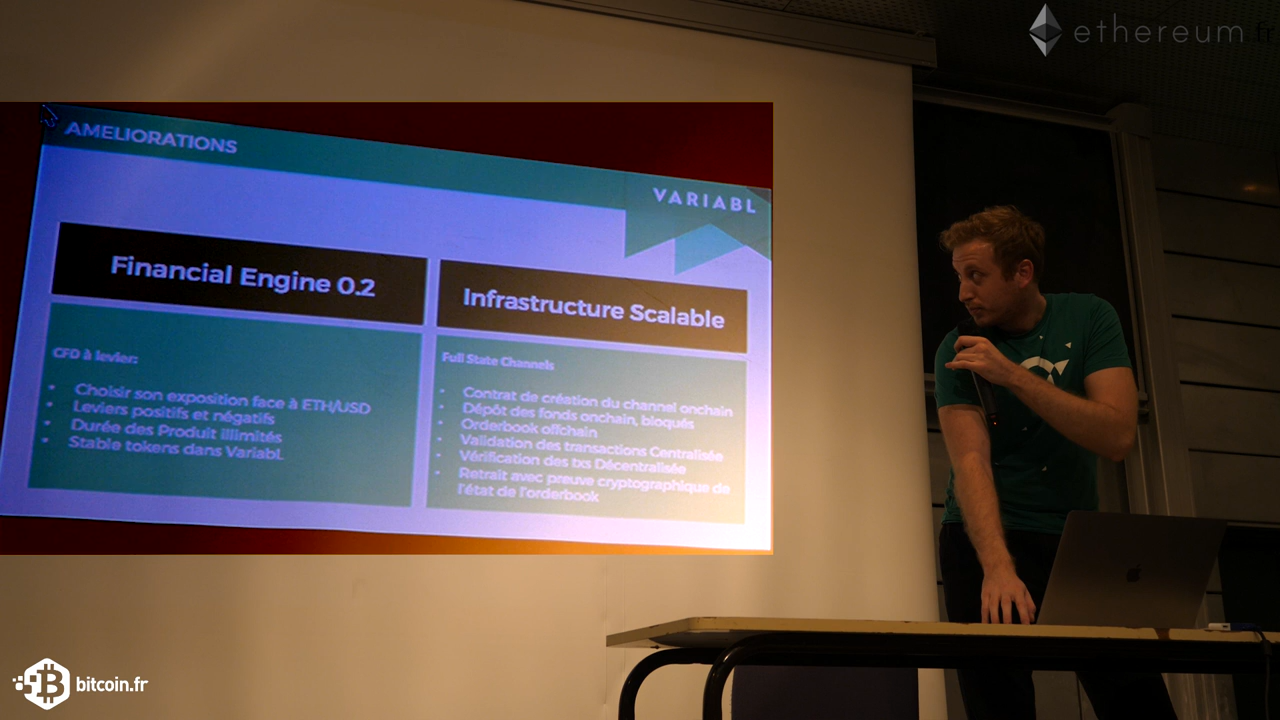 ethereum fr
AMELIORATIONS
VARIABL
Financial Engine 0.2
CFD à levier:
• Choisir son exposition face à ETH/USD
• Leviers positifs et négatifs
• Durée des Produit illimités
• Stable tokens dans VariabL
Infrastructure Scalable
Full State Channels
• Contrat de création du channel onchain
• Dépôt des fonds onchain, bloqués
• Orderbook offchain
• Validation des transactions Centralisée
• Vérification des txs Décentralisée
• Retrait avec preuve cryptographique de
l'état de l'orderbook
bitcoin.fr